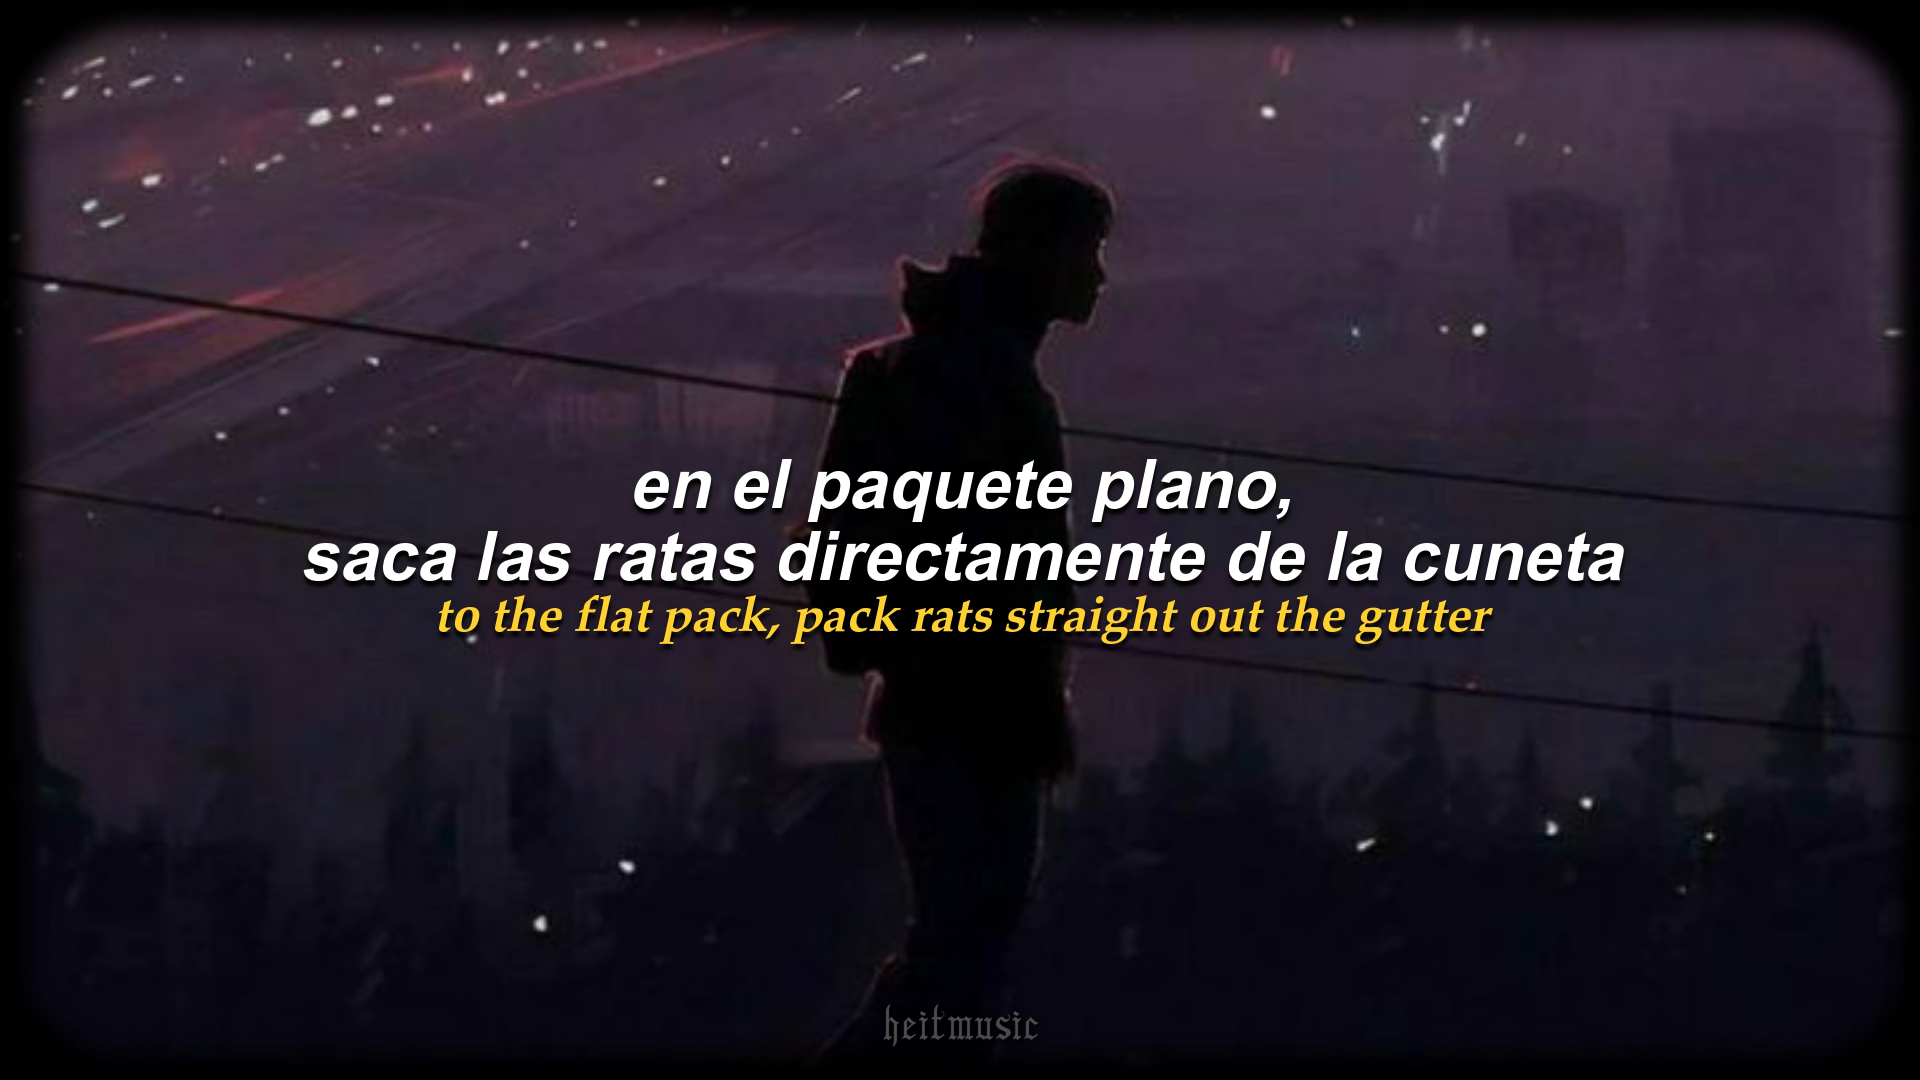 en el paquete plano,
saca las ratas directamente de la cuneta
to the flat pack, pack rats straight out the gutter
heitmusic